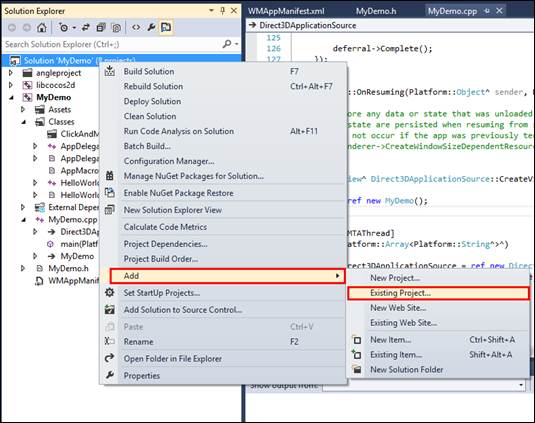 Solution Explorer
Search Solution Explorer (Ctrl+;)
Solution 'MyDemo'
angleproject
libcocos2d
MyDemo
Assets
Classes
ClickAndM
AppDelega
AppDelega
AppMacro
HelloWorl
HelloWorl
External Depe
MyDemo.cpp
Direct3DA
main(Platf
MyDemo
MyDemo.h
WMAppMani
Build Solution F7
Rebuild Solution Ctrl+Alt+F7
Deploy Solution
Clean Solution
Run Code Analysis on Solution Alt+F11
Batch Build...
Configuration Manager...
Manage NuGet Packages for Solution...
Enable NuGet Package Restore
New Solution Explorer View
Calculate Code Metrics
Project Dependencies...
Project Build Order...
Add
Set StartUp Projects...
Add Solution to Source Control...
Paste Ctrl+V
Rename F2
Open Folder in File Explorer
Properties
New Project...
Existing Project...
New Web Site...
Existing Web Site...
New Item... Ctrl+Shift+A
Existing Item... Shift+Alt+A
New Solution Folder
WMAppManifest.xml MyDemo.h MyDemo.cpp
Direct3DApplicationSource
125
126 deferral->Complete();
127 });
::OnResuming(Platform::Object^ sender,
ore any data or state that was unloaded
state are persisted when resuming from
not occur if the app was previously ter
nderer->CreateWindowSizeDependentResour
iew^ Direct3DApplicationSource::CreateVi
ref new MyDemo();
MTAThread]
atform::Array<Platform::String^>^)
ct3DApplicationSource = ref new Direc
Show output from: